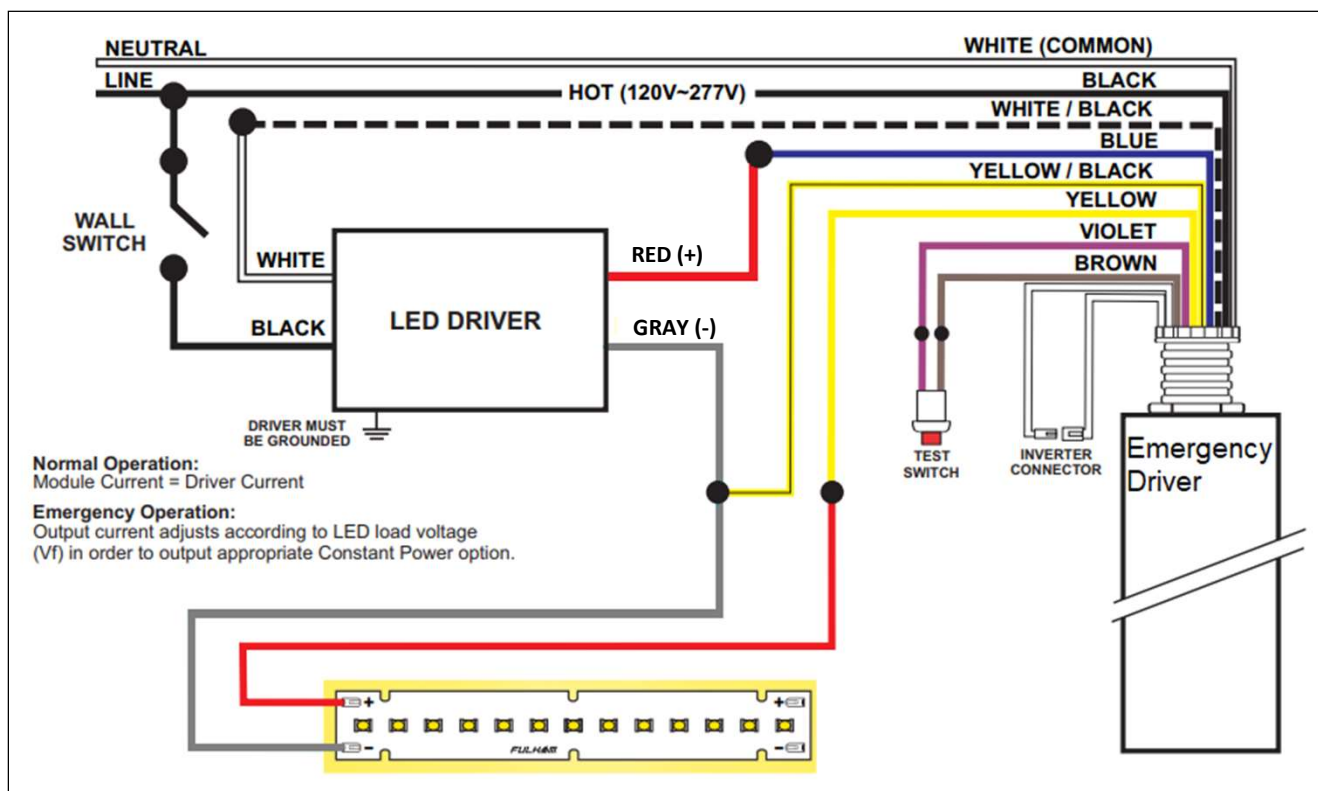 NEUTRAL
WHITE (COMMON)
LINE
BLACK
HOT (120V~277V)
WHITE / BLACK
BLUE
YELLOW / BLACK
YELLOW
WALL
SWITCH
VIOLET
WHITE
RED (+)
BROWN
BLACK
LED DRIVER
GRAY (-)
DRIVER MUST
BE GROUNDED
TEST
SWITCH
INVERTER
CONNECTOR
Emergency
Driver
Normal Operation:
Module Current = Driver Current
Emergency Operation:
Output current adjusts according to LED load voltage
(Vf) in order to output appropriate Constant Power option.
+
+
-
FULHAM
-